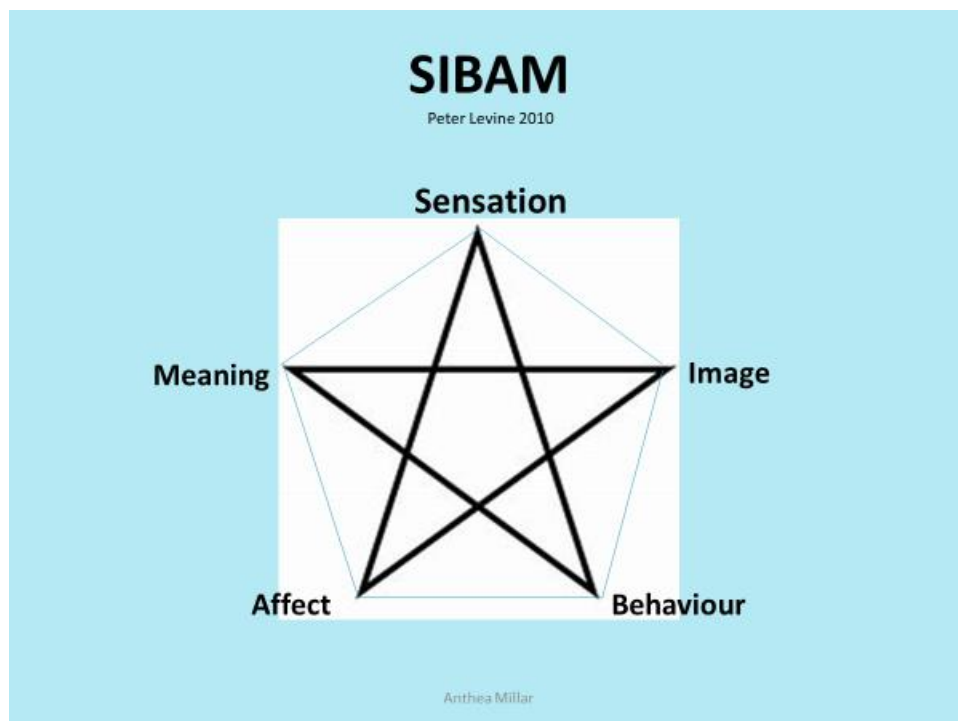 SIBAM
Peter Levine 2010
Sensation
Meaning
Image
Affect
Behaviour
Anthea Millar